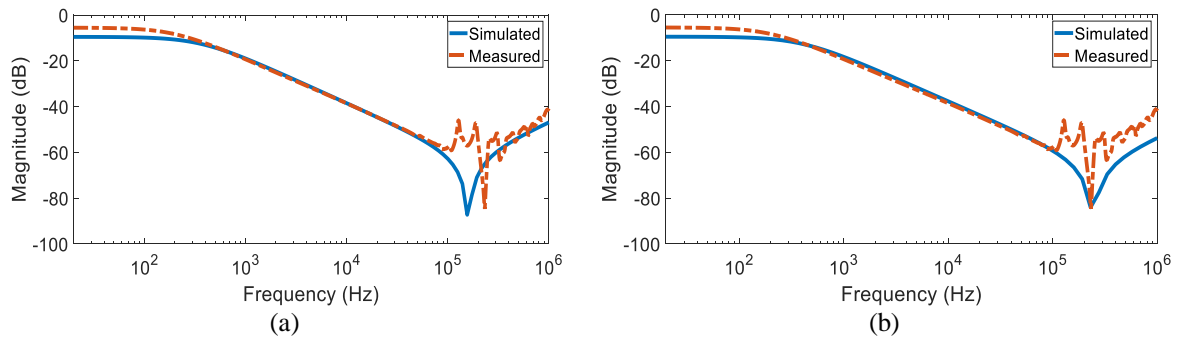 0
-20
-40
-60
-80
-100
Magnitude (dB)
10^2
10^3
10^4
10^5
10^6
Frequency (Hz)
Simulated
Measured
(a)
0
-20
-40
-60
-80
-100
Magnitude (dB)
10^2
10^3
10^4
10^5
10^6
Frequency (Hz)
Simulated
Measured
(b)